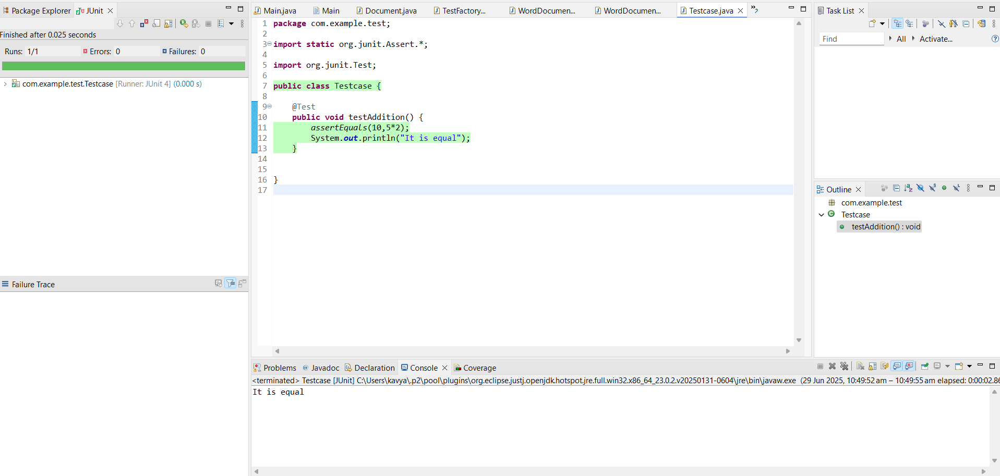 Package Explorer JUnit
Finished after 0.025 seconds
Runs: 1/1 Errors: 0 Failures: 0
com.example.test.Testcase [Runner: JUnit 4] (0.000 s)
Failure Trace
Main.java Main Document.java TestFactory... WordDocumen... WordDocumen... Testcase.java »2
1 package com.example.test;
2
3 import static org.junit.Assert.*;
4
5 import org.junit.Test;
6
7 public class Testcase {
8
9 @Test
10 public void testAddition() {
11 assertEquals(10,5*2);
12 System.out.println("It is equal");
13 }
14
15
16 }
17
Task List
Find All Activate...
Outline
com.example.test
Testcase
testAddition() : void
Problems @ Javadoc Declaration Console Coverage
<terminated> Testcase [JUnit] C:\Users\kavya\.p2\pool\plugins\org.eclipse.justj.openjdk.hotspot.jre.full.win32.x86_64_23.0.2.v20250131-0604\jre\bin\javaw.exe (29 Jun 2025, 10:49:52 am – 10:49:55 am elapsed: 0:00:02.86
It is equal